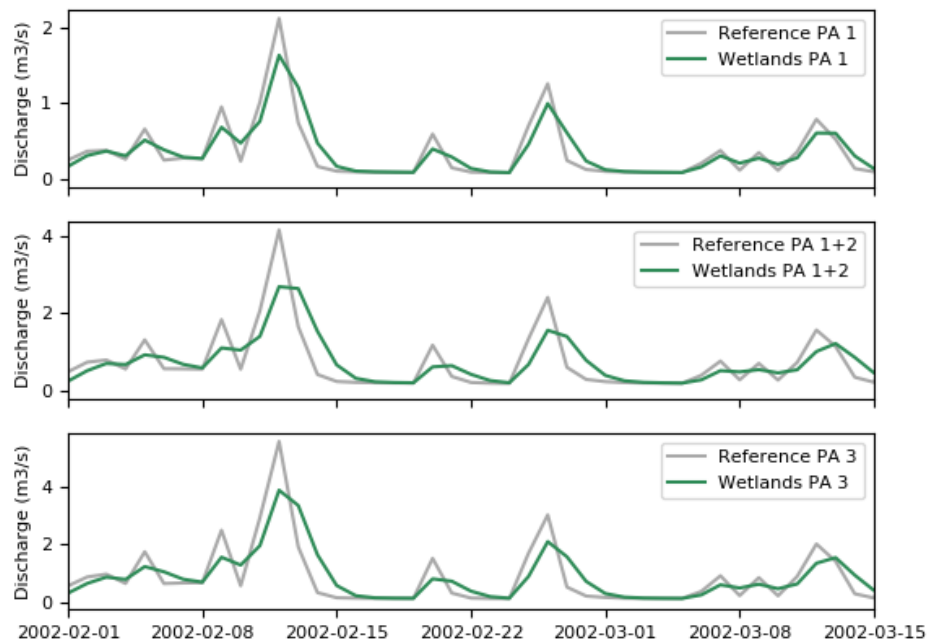 Discharge (m3/s)
2
1
0
Reference PA 1
Wetlands PA 1
Discharge (m3/s)
4
2
0
Reference PA 1+2
Wetlands PA 1+2
Discharge (m3/s)
4
2
0
Reference PA 3
Wetlands PA 3
2002-02-01 2002-02-08 2002-02-15 2002-02-22 2002-03-01 2002-03-08 2002-03-15